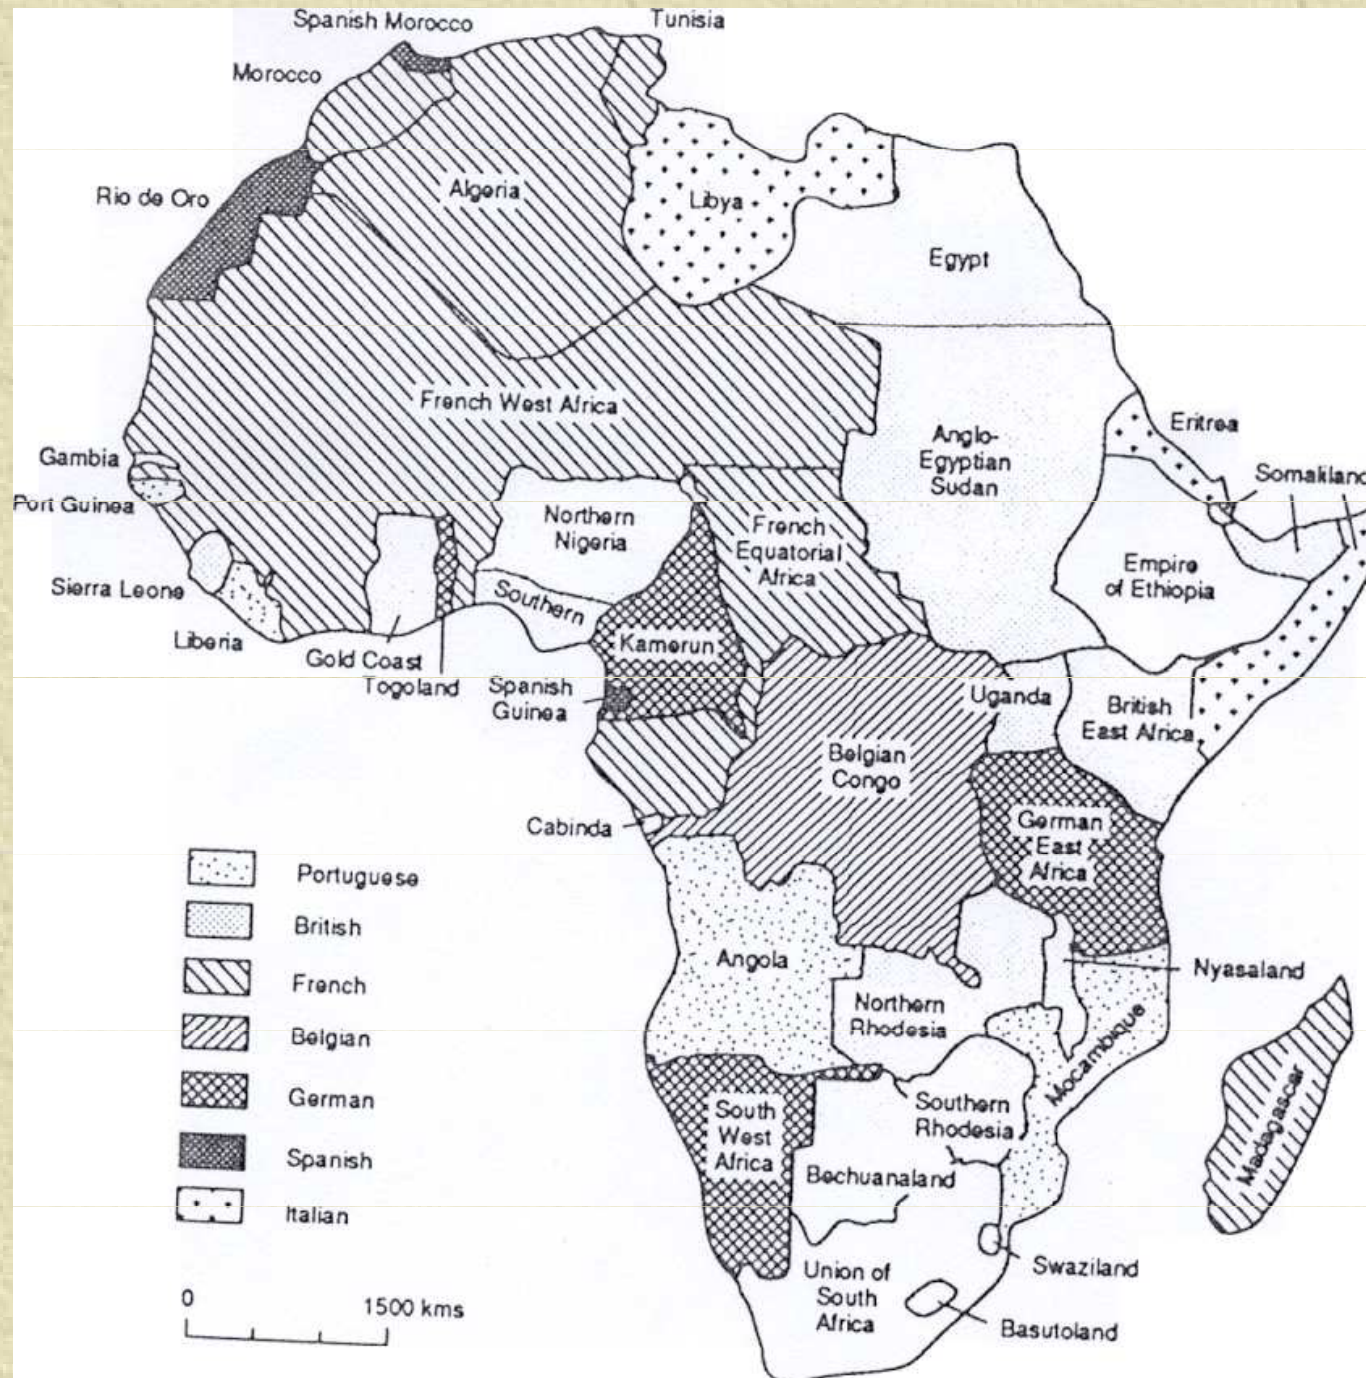 Spanish Morocco
Tunisia
Morocco
Rio de Oro
Algeria
Libya
Egypt
French West Africa
Anglo-
Egyptian
Sudan
Eritrea
Somaliland
Gambia
Port Guinea
Northern
Nigeria
French
Equatorial
Africa
Empire
of Ethiopia
Sierra Leone
Southern
Liberia
Gold Coast
Togoland
Kamerun
Spanish
Guinea
Uganda
British
East Africa
Belgian
Congo
Cabinda
German
East
Africa
Portuguese
British
French
Belgian
German
Spanish
Italian
Angola
Northern
Rhodesia
Nyasaland
Mocambique
Madagascar
South
West
Africa
Southern
Rhodesia
Bechuanaland
Union of
South
Africa
Swaziland
Basutoland
0
1500 kms